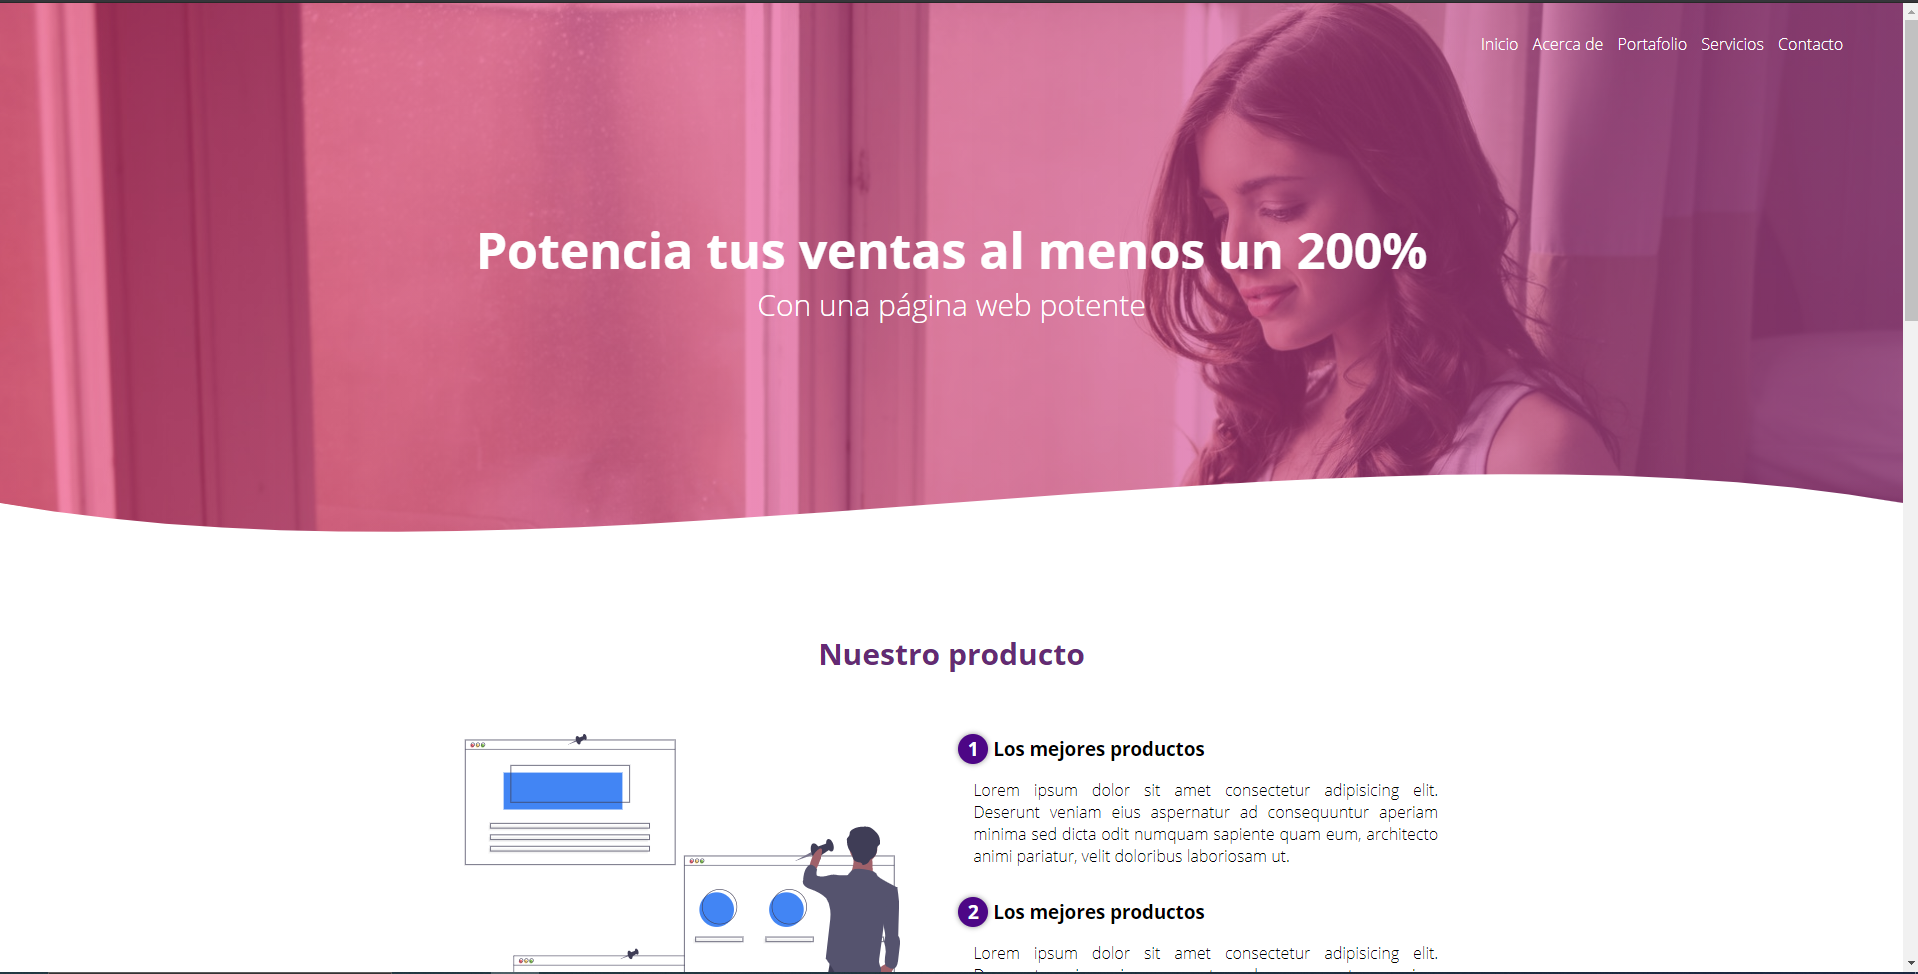 Inicio Acerca de Portafolio Servicios Contacto
Potencia tus ventas al menos un 200%
Con una página web potente
Nuestro producto
1 Los mejores productos
Lorem ipsum dolor sit amet consectetur adipisicing elit.
Deserunt veniam eius aspernatur ad consequuntur aperiam
minima sed dicta odit numquam sapiente quam eum, architecto
animi pariatur, velit doloribus laboriosam ut.
2 Los mejores productos
Lorem ipsum dolor sit amet consectetur adipisicing elit.